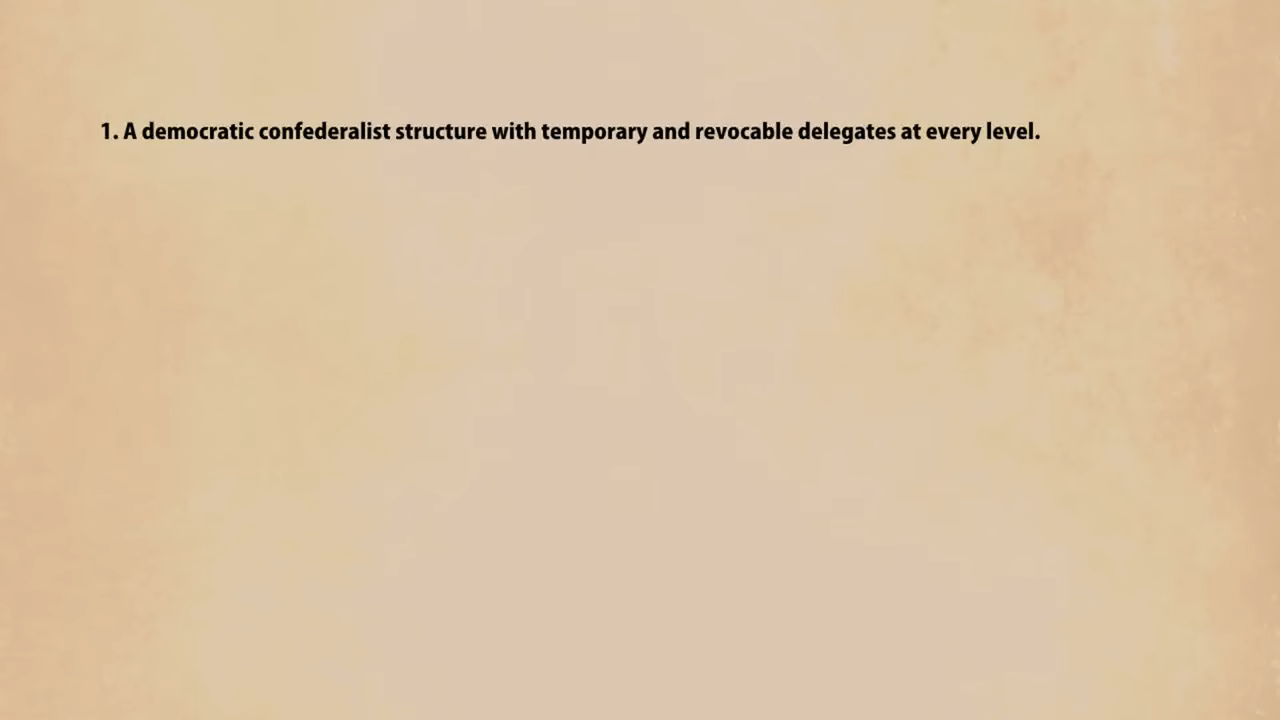 1. A democratic confederalist structure with temporary and revocable delegates at every level.